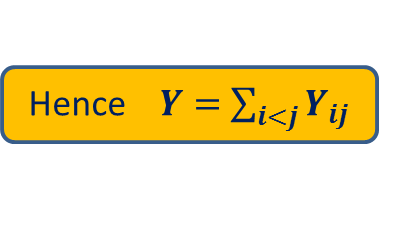 Hence Y = ∑_{i<j} Y_{ij}